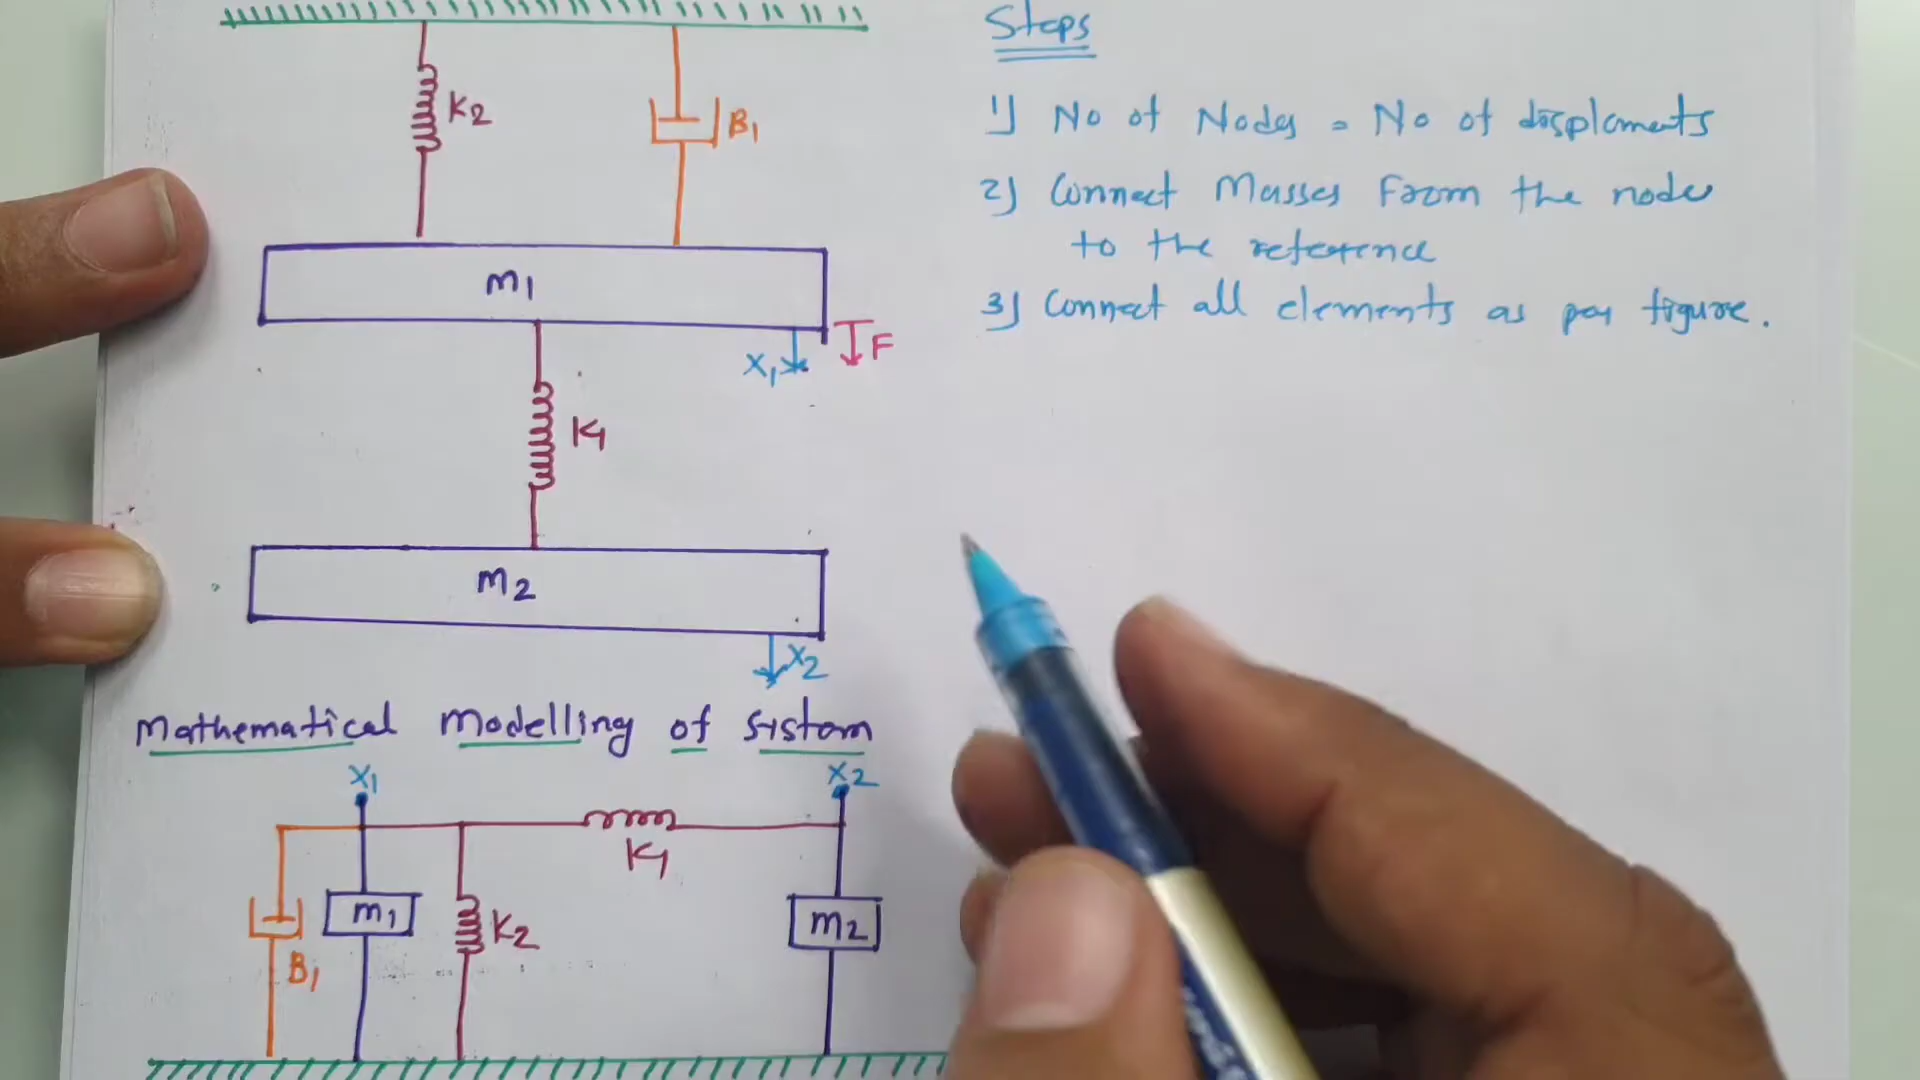 K2
B1
m1
x1
F
K1
m2
x2
Mathematical Modelling of Sistam
x1
x2
K1
m1
K2
m2
B1
Steps
1) No of Nodes = No of displaments
2) Connect Masses From the node
to the reference
3) Connect all elements as per figure.